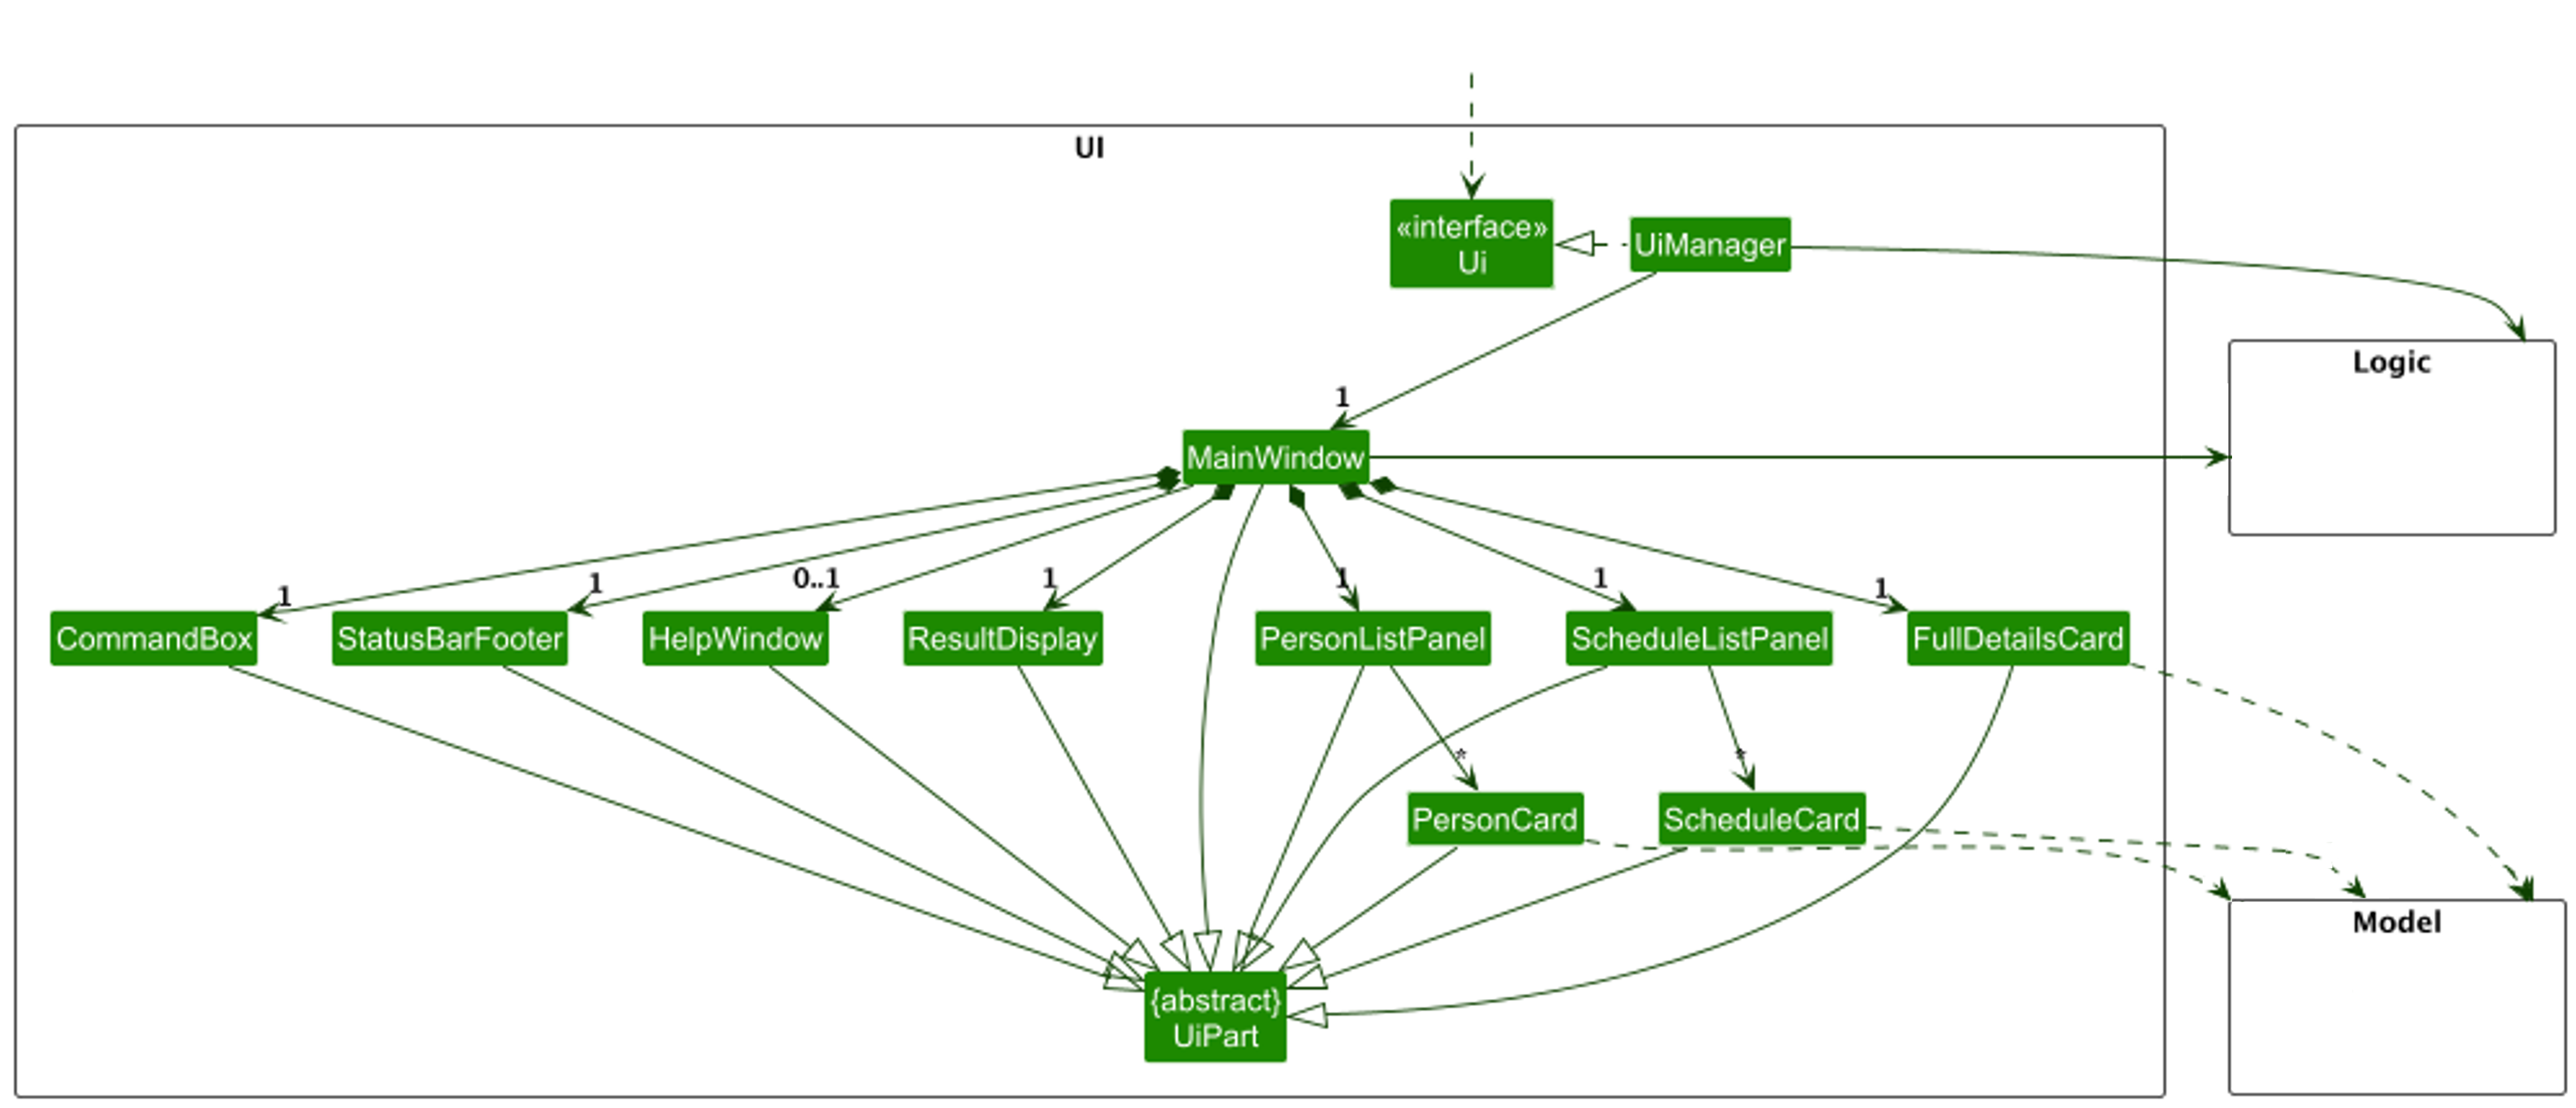 UI
«interface»
Ui
UiManager
Logic
1
MainWindow
1
1
0..1
1
1
1
1
CommandBox
StatusBarFooter
HelpWindow
ResultDisplay
PersonListPanel
ScheduleListPanel
FullDetailsCard
*
*
PersonCard
ScheduleCard
Model
{abstract}
UiPart